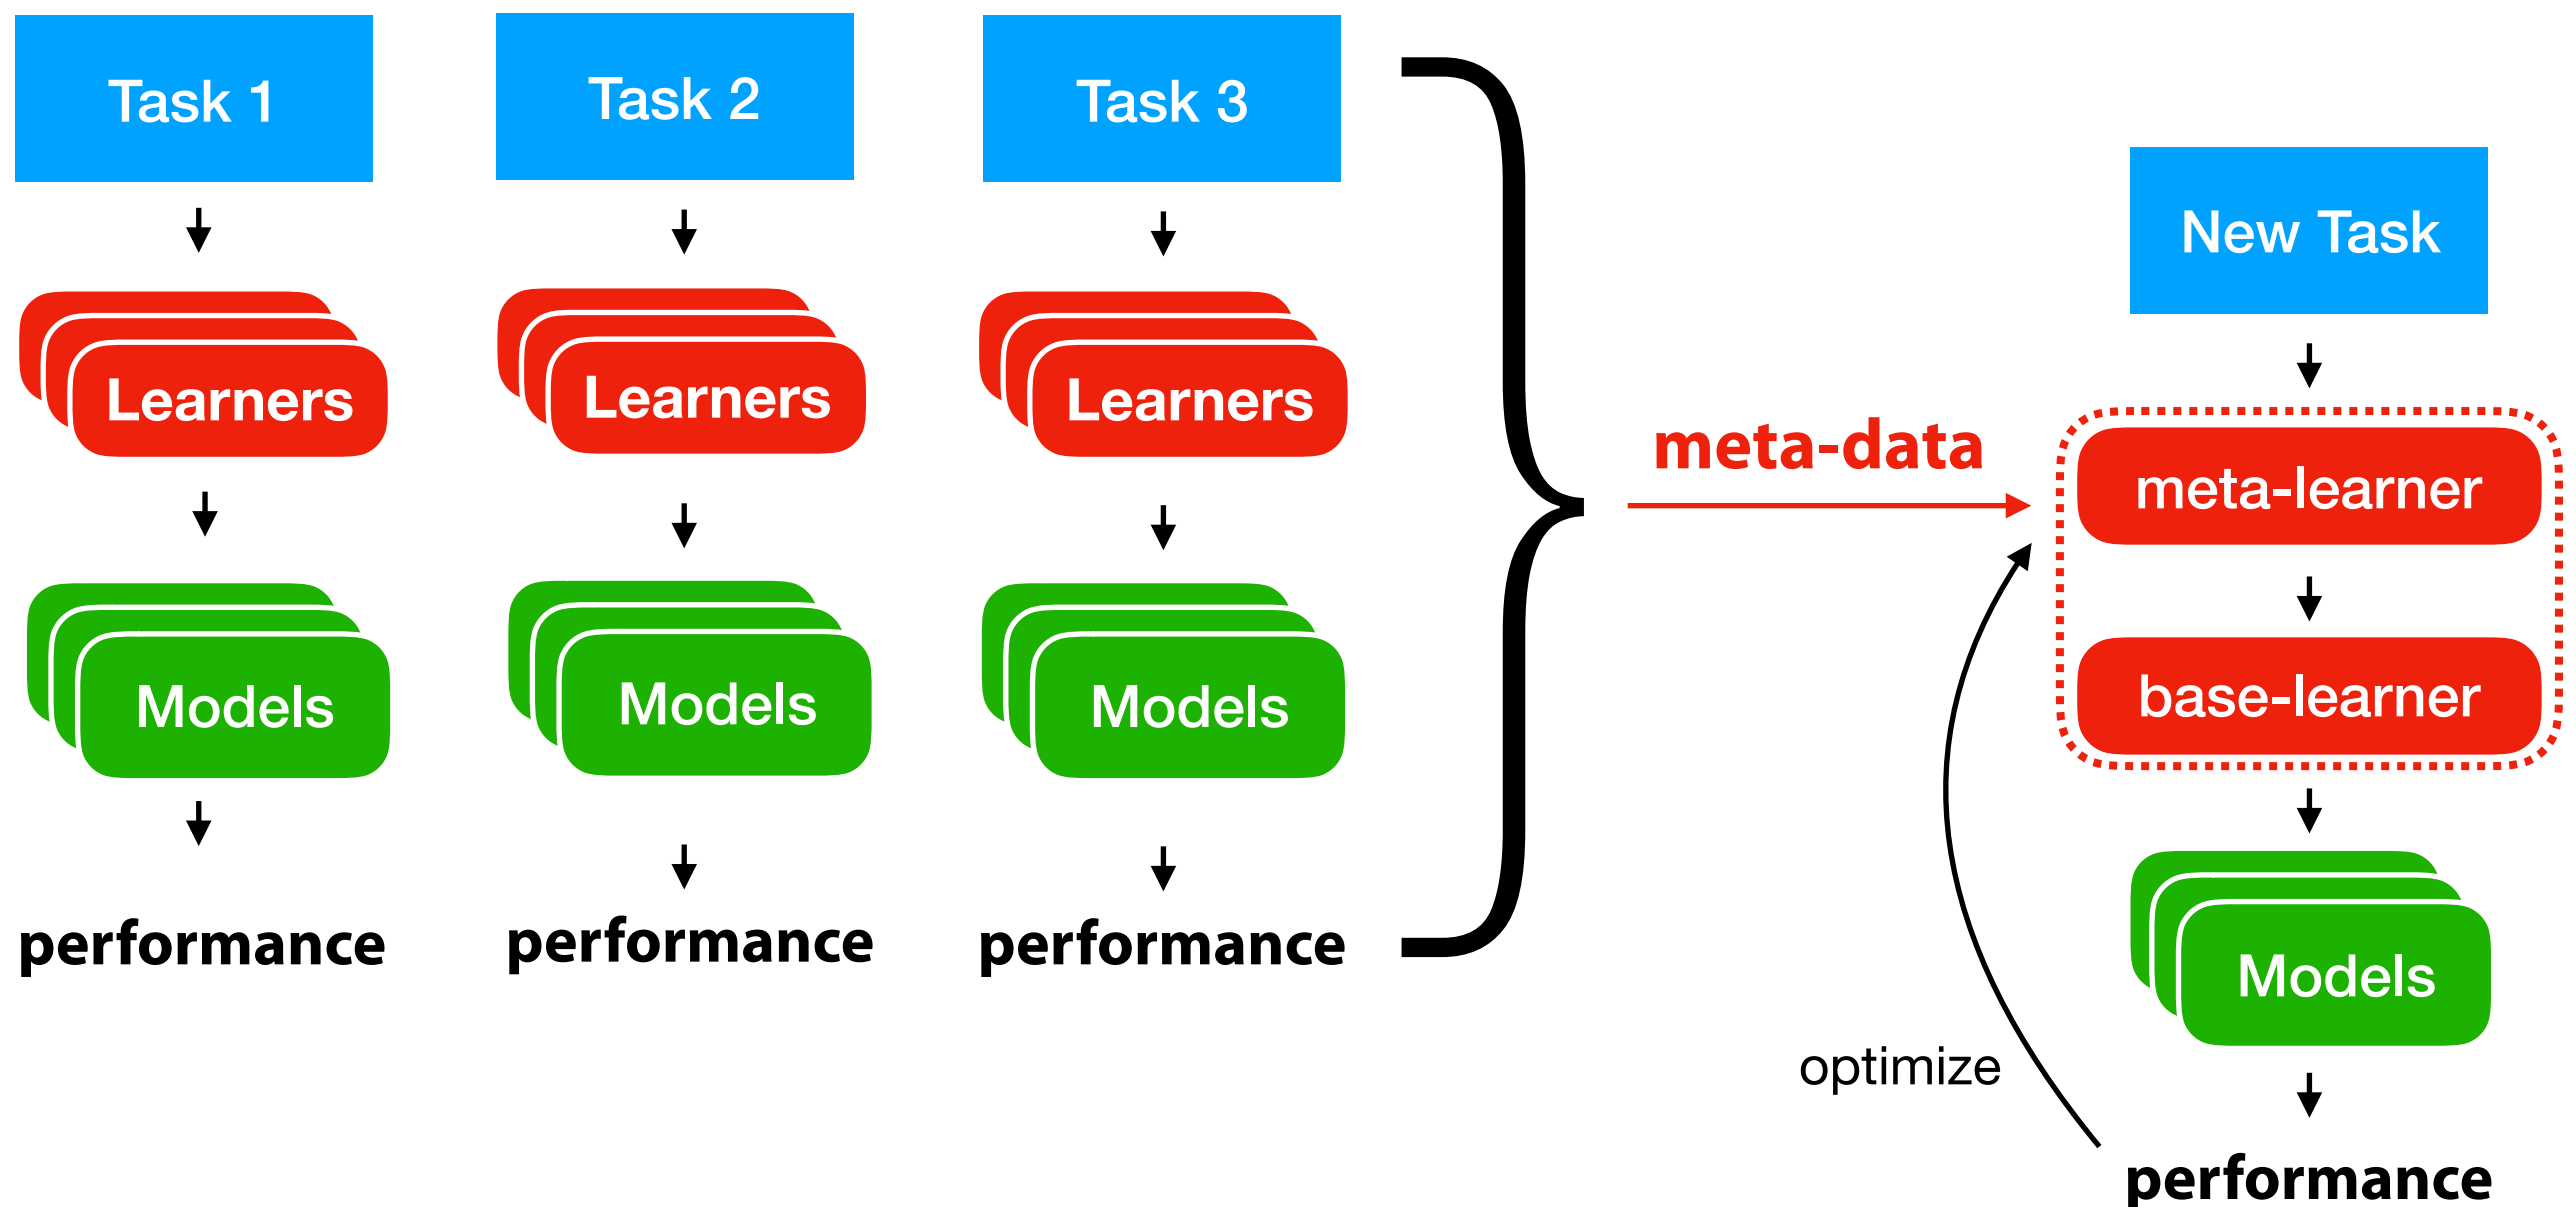 Task 1
Learners
Models
performance
Task 2
Learners
Models
performance
Task 3
Learners
Models
performance
meta-data
New Task
meta-learner
base-learner
Models
performance
optimize